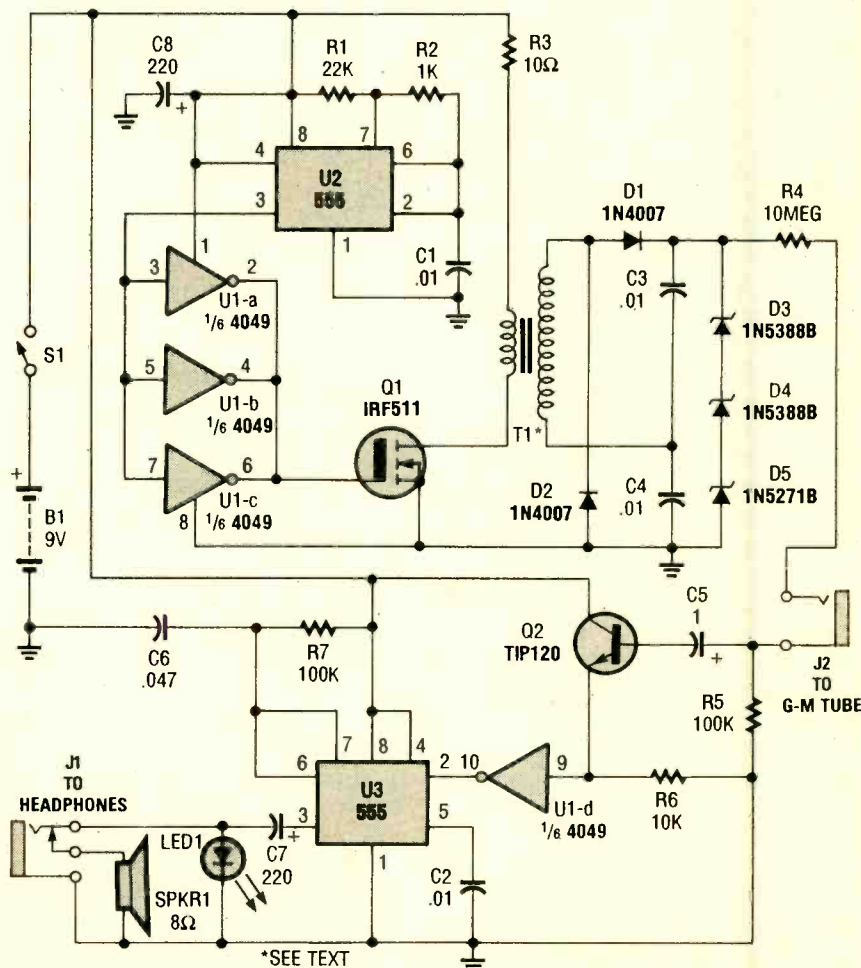 C8
220
+
R1
22K
R2
1K
R3
10Ω
8
7
4
6
U2
555
3
2
1
C1
.01
1
3
2
U1-a
1/6 4049
5
4
U1-b
1/6 4049
7
6
U1-c
1/6 4049
8
Q1
IRF511
T1*
D1
1N4007
R4
10MEG
C3
.01
D3
1N5388B
D4
1N5388B
D2
1N4007
C4
.01
D5
1N5271B
S1
+
B1
9V
C6
.047
R7
100K
Q2
TIP120
C5
1
+
J2
TO
G-M TUBE
R5
100K
7
8
4
6
2
10
9
U3
555
3
5
1
U1-d
1/6 4049
R6
10K
J1
TO
HEADPHONES
LED1
C7
220
+
SPKR1
8Ω
C2
.01
*SEE TEXT